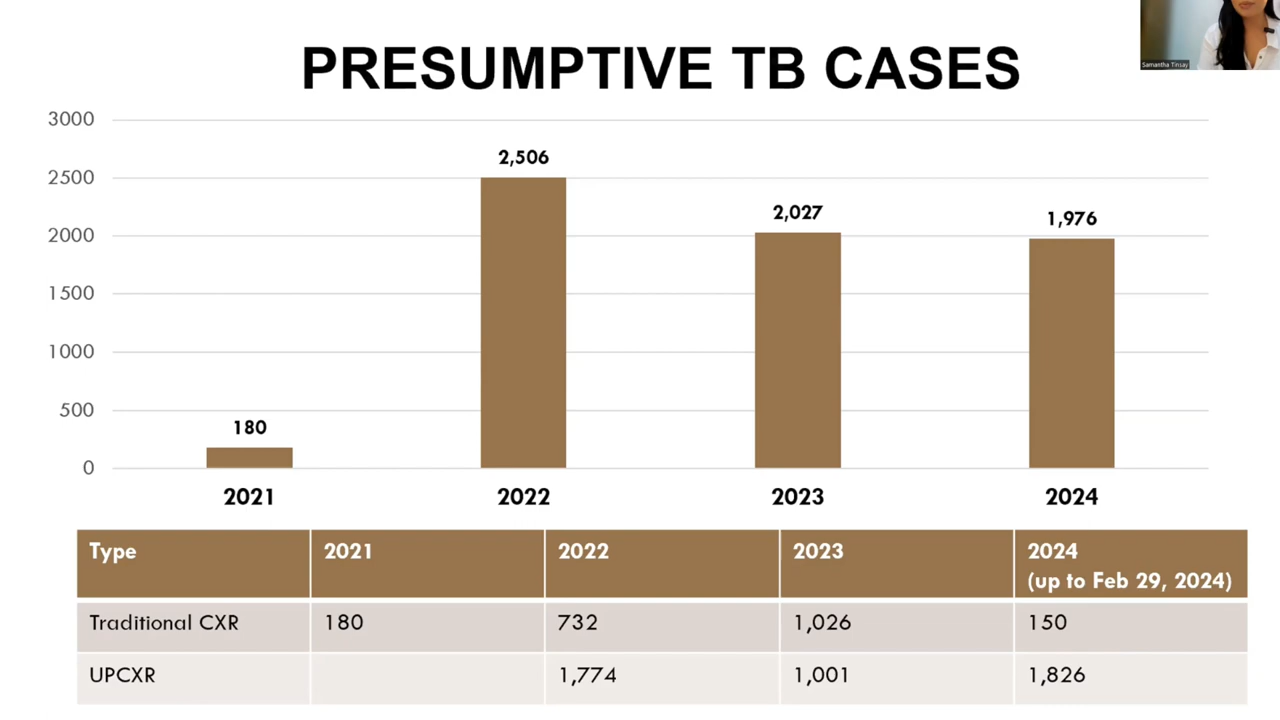 PRESUMPTIVE TB CASES
Samantha Tinsay
3000
2500
2000
1500
1000
500
0
180
2,506
2,027
1,976
2021 2022 2023 2024
Type 2021 2022 2023 2024
(up to Feb 29, 2024)
Traditional CXR 180 732 1,026 150
UPCXR 1,774 1,001 1,826